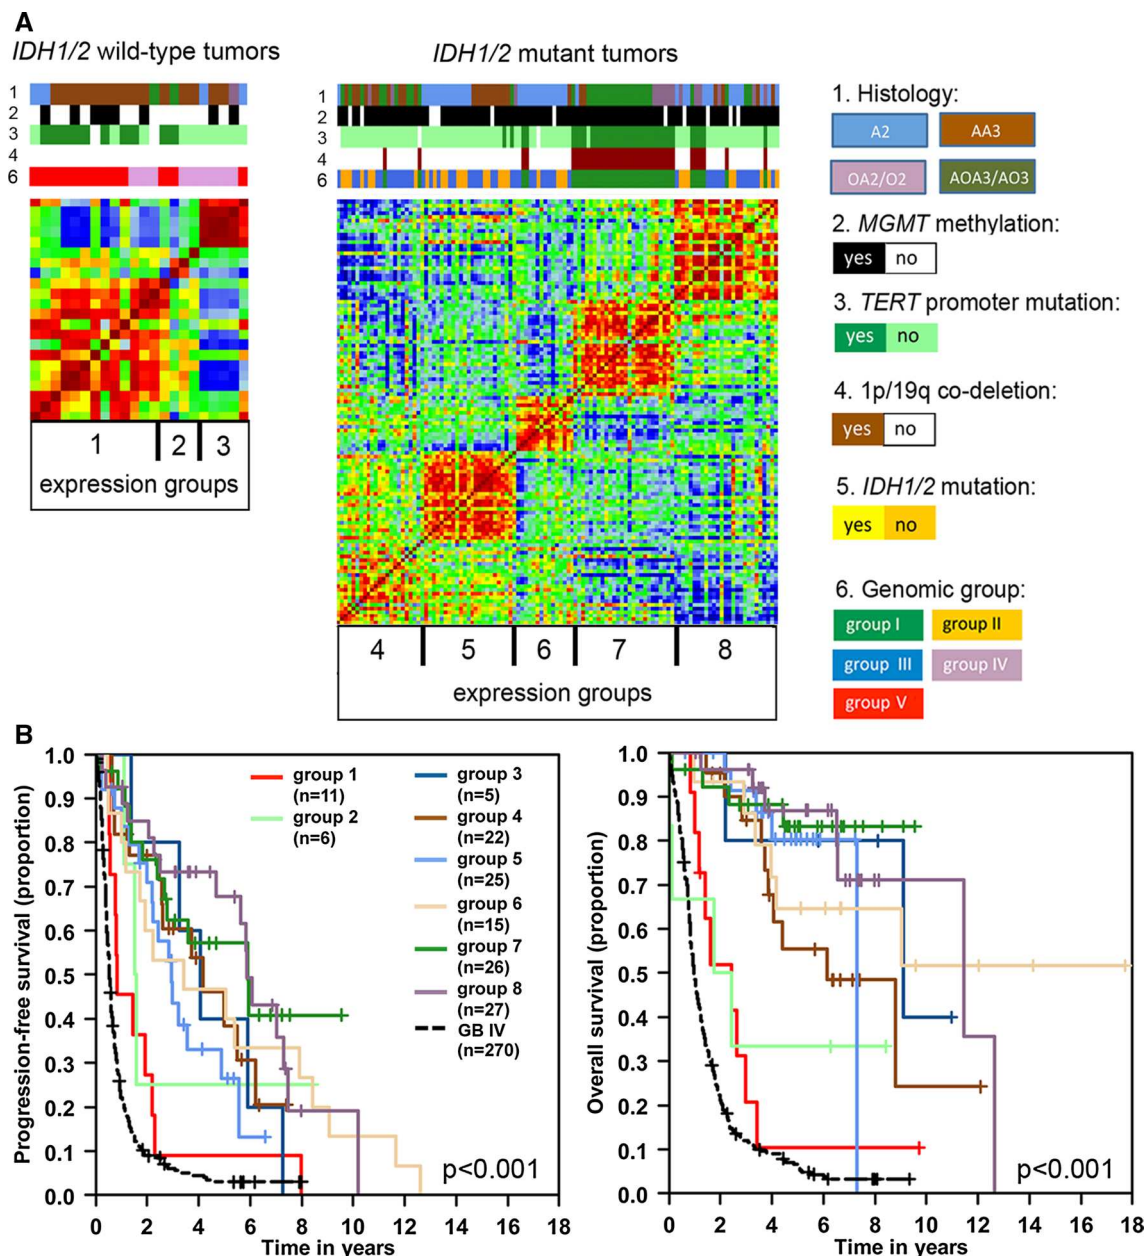 A
IDH1/2 wild-type tumors
IDH1/2 mutant tumors
1
2
3
4
6
1
2
3
4
6
1 2 3
expression groups
4 5 6 7 8
expression groups
1. Histology:
A2 AA3
OA2/O2 AOA3/AO3
2. MGMT methylation:
yes no
3. TERT promoter mutation:
yes no
4. 1p/19q co-deletion:
yes no
5. IDH1/2 mutation:
yes no
6. Genomic group:
group I group II
group III group IV
group V
B
Progression-free survival (proportion)
1.0
0.9
0.8
0.7
0.6
0.5
0.4
0.3
0.2
0.1
0.0
group 1
(n=11)
group 2
(n=6)
group 3
(n=5)
group 4
(n=22)
group 5
(n=25)
group 6
(n=15)
group 7
(n=26)
group 8
(n=27)
GB IV
(n=270)
p<0.001
0 2 4 6 8 10 12 14 16 18
Time in years
Overall survival (proportion)
1.0
0.9
0.8
0.7
0.6
0.5
0.4
0.3
0.2
0.1
0.0
p<0.001
0 2 4 6 8 10 12 14 16 18
Time in years